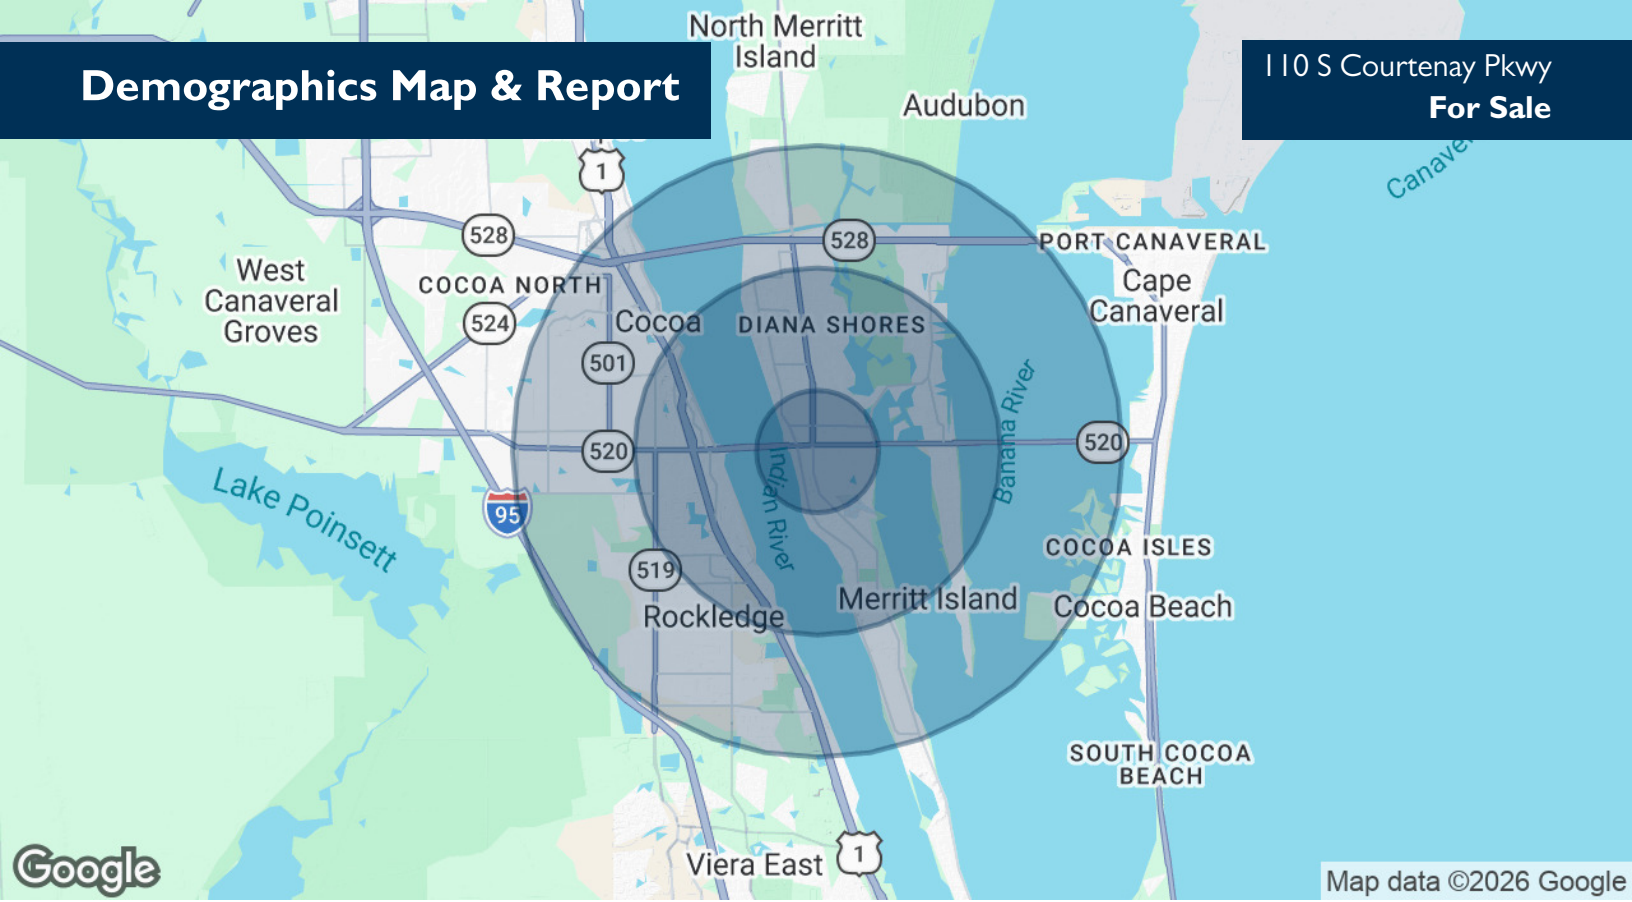 North Merritt
Island
Demographics Map & Report
110 S Courtenay Pkwy
For Sale
Audubon
1
528
528
PORT CANAVERAL
West
Canaveral
Groves
COCOA NORTH
Cape
Canaveral
524
Cocoa
DIANA SHORES
501
Banana River
520
520
Indian River
Lake Poinsett
95
COCOA ISLES
519
Merritt Island
Cocoa Beach
Rockledge
SOUTH COCOA
BEACH
Viera East
1
Google
Map data ©2026 Google